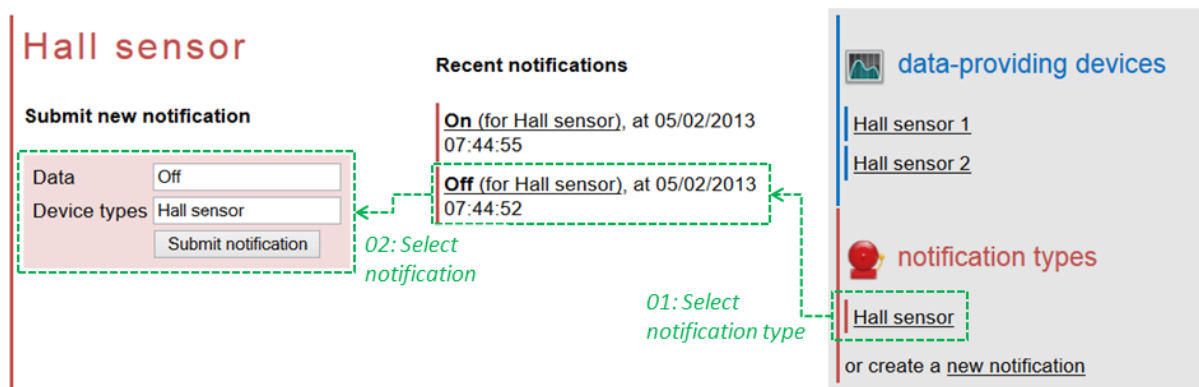 Hall sensor
Submit new notification
Data
Off
Device types
Hall sensor
Submit notification
02: Select
notification
Recent notifications
On (for Hall sensor), at 05/02/2013
07:44:55
Off (for Hall sensor), at 05/02/2013
07:44:52
01: Select
notification type
data-providing devices
Hall sensor 1
Hall sensor 2
notification types
Hall sensor
or create a new notification